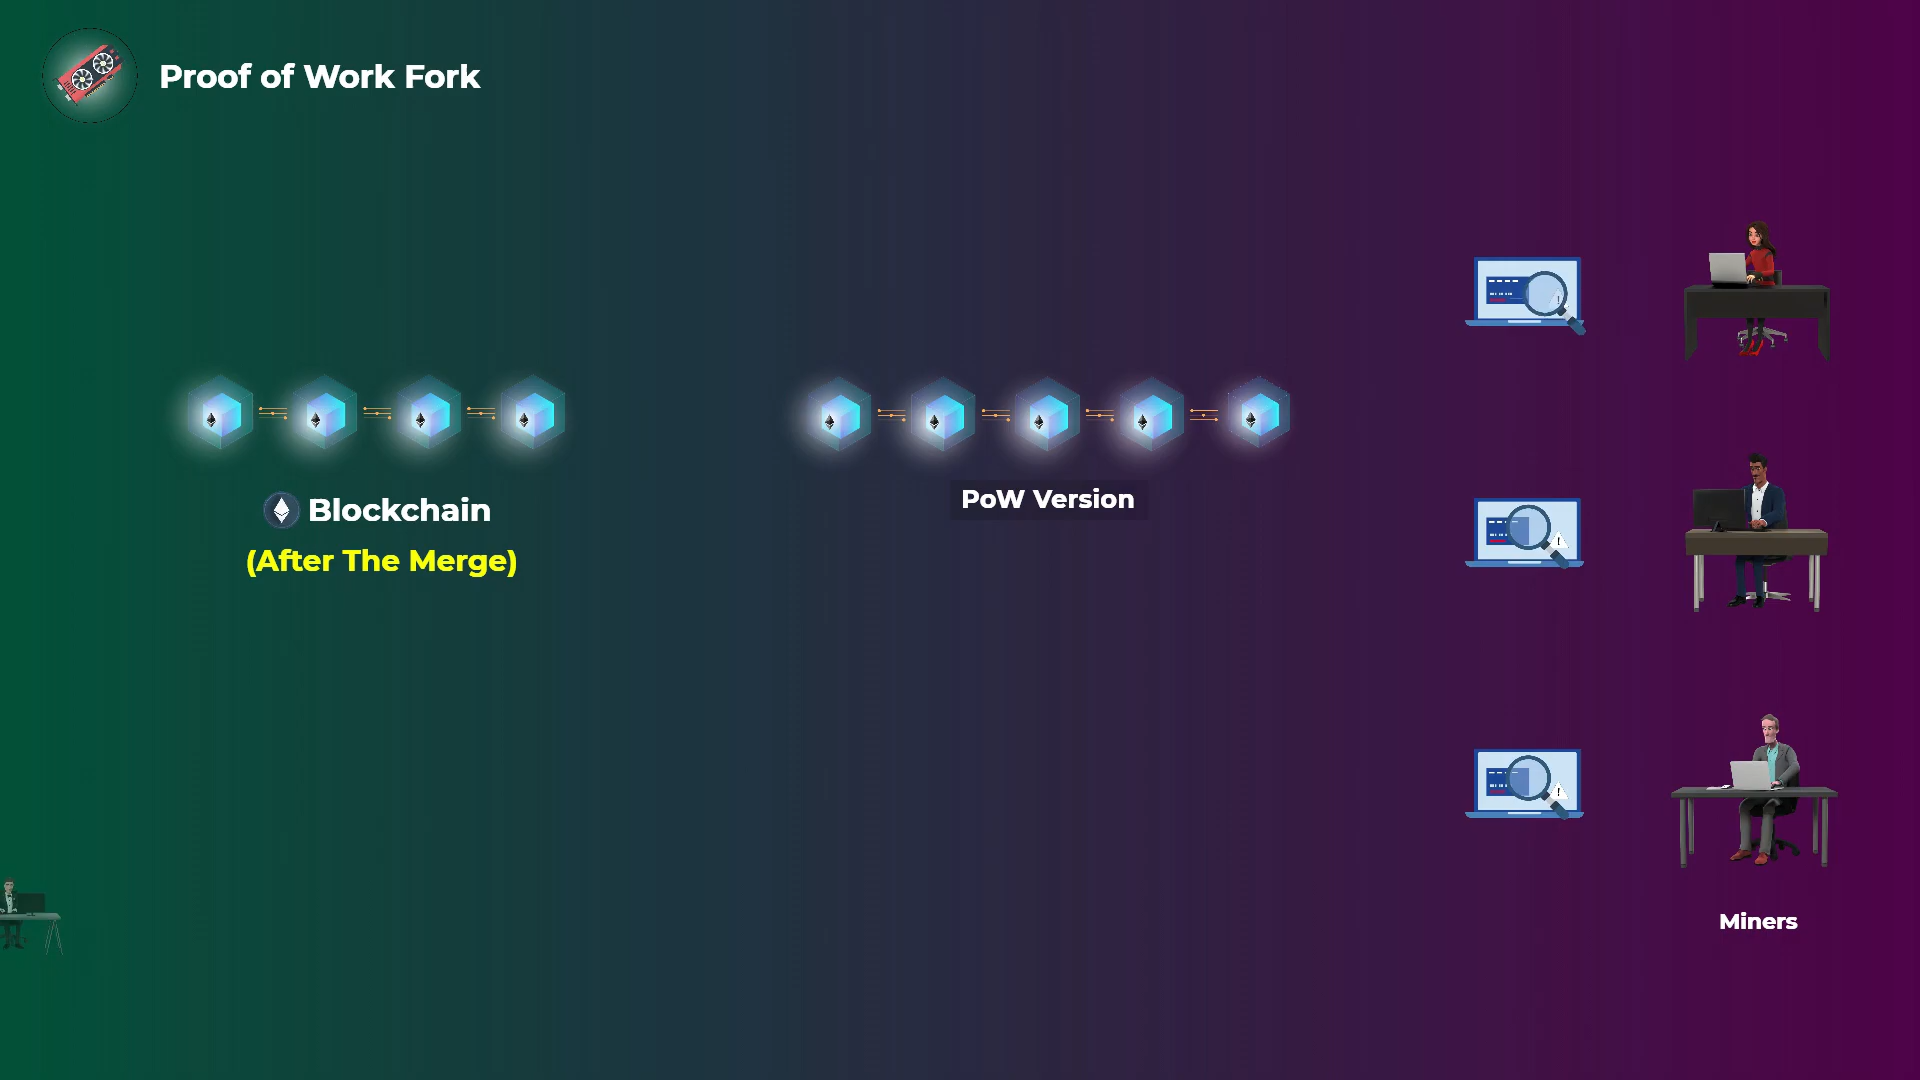 Proof of Work Fork
Blockchain
(After The Merge)
PoW Version
Miners